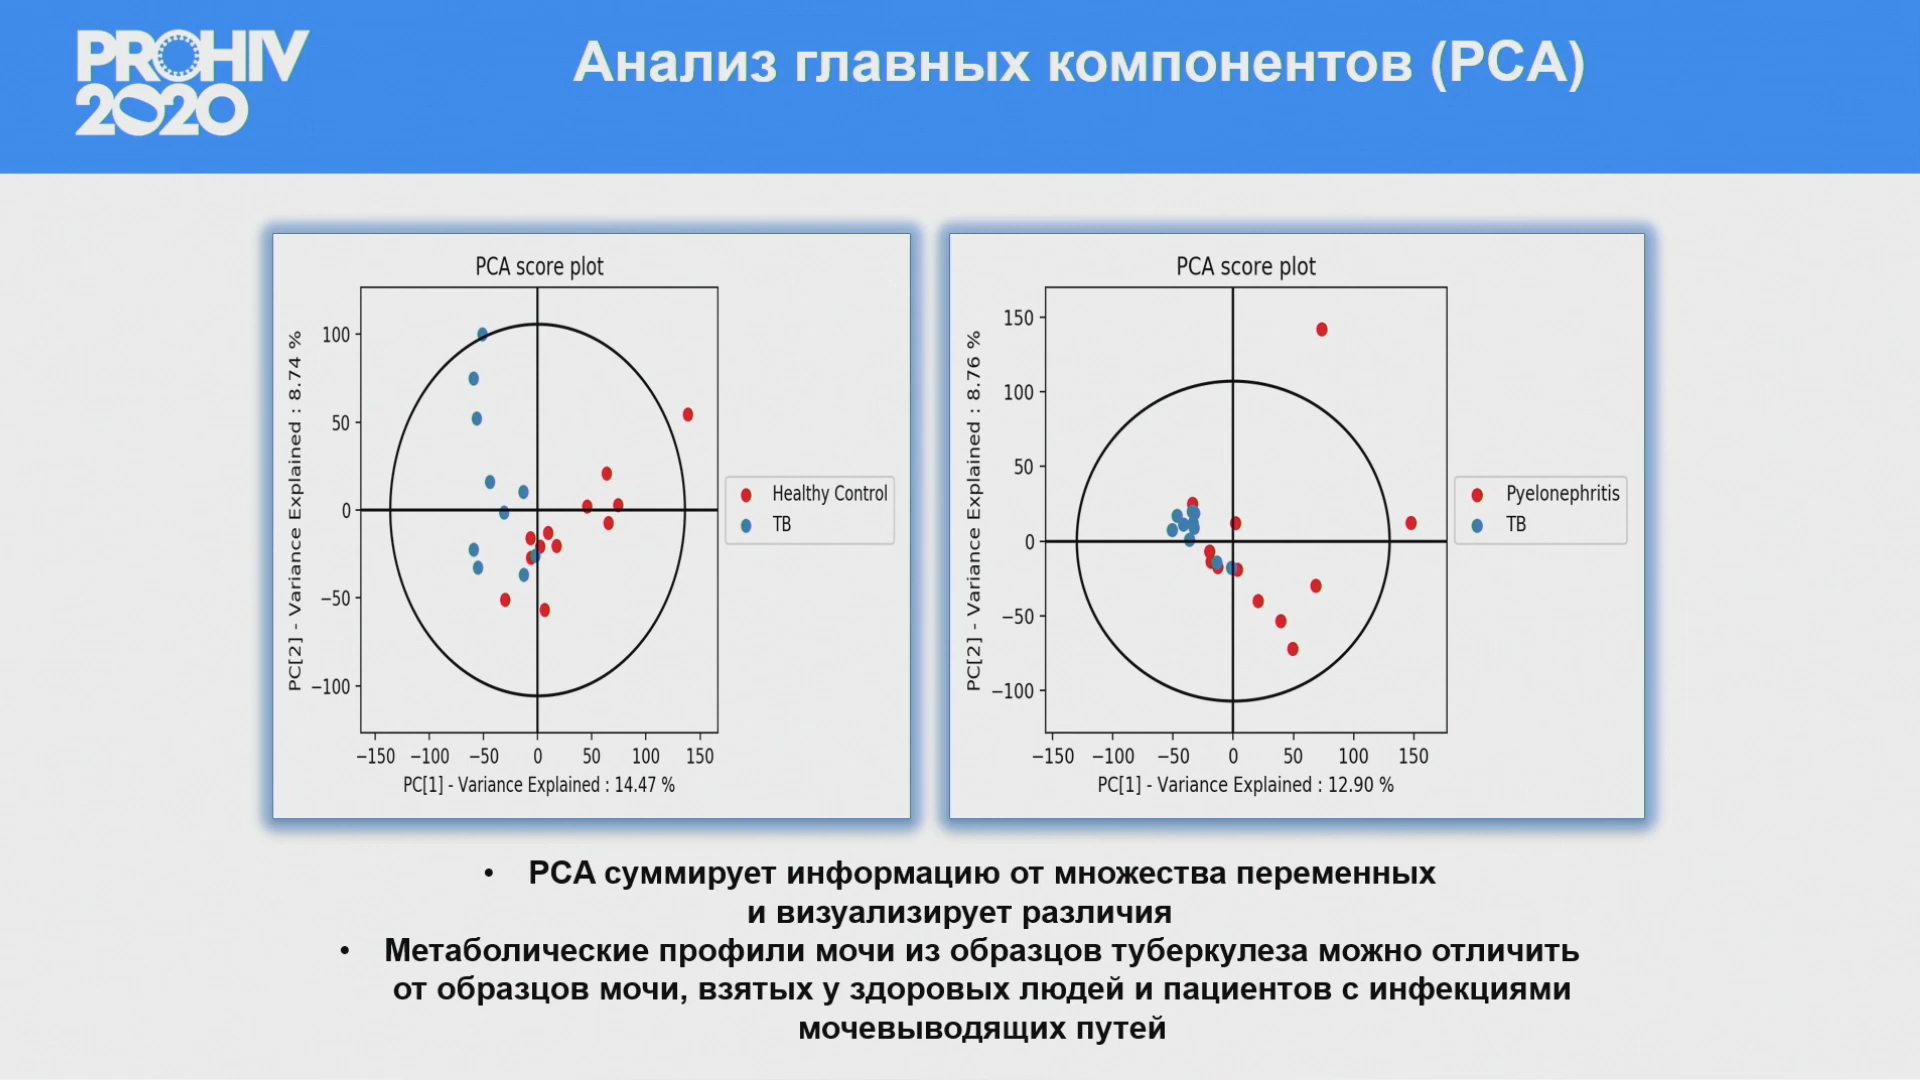 PROHIV
2020
Анализ главных компонентов (PCA)
PCA score plot
PC[2] - Variance Explained : 8.74 %
100
50
0
−50
−100
−150 −100 −50 0 50 100 150
PC[1] - Variance Explained : 14.47 %
Healthy Control
TB
PCA score plot
PC[2] - Variance Explained : 8.76 %
150
100
50
0
−50
−100
−150 −100 −50 0 50 100 150
PC[1] - Variance Explained : 12.90 %
Pyelonephritis
TB
• PCA суммирует информацию от множества переменных
и визуализирует различия
• Метаболические профили мочи из образцов туберкулеза можно отличить
от образцов мочи, взятых у здоровых людей и пациентов с инфекциями
мочевыводящих путей